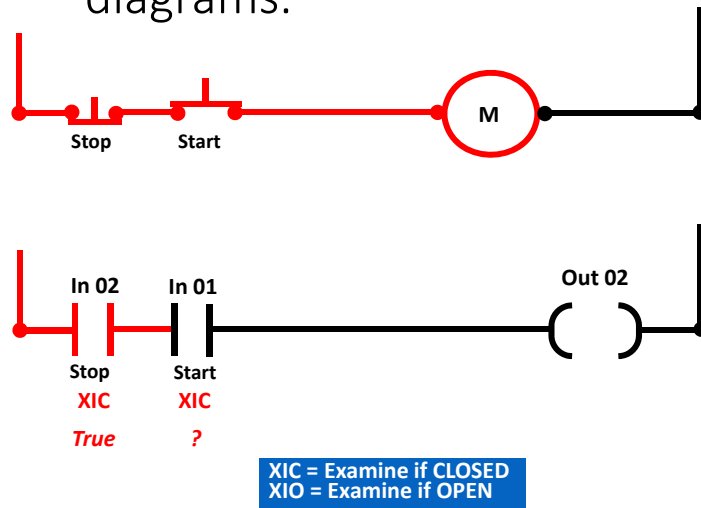 diagrams.
M
Stop Start
In 02 In 01 Out 02
Stop Start
XIC XIC
True ?
XIC = Examine if CLOSED
XIO = Examine if OPEN